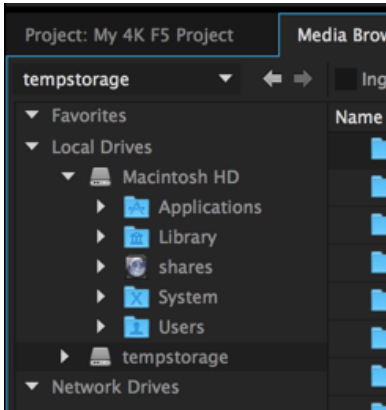 Project: My 4K F5 Project Media Brow
tempstorage Ing
Favorites Name
Local Drives
Macintosh HD
Applications
Library
shares
System
Users
tempstorage
Network Drives